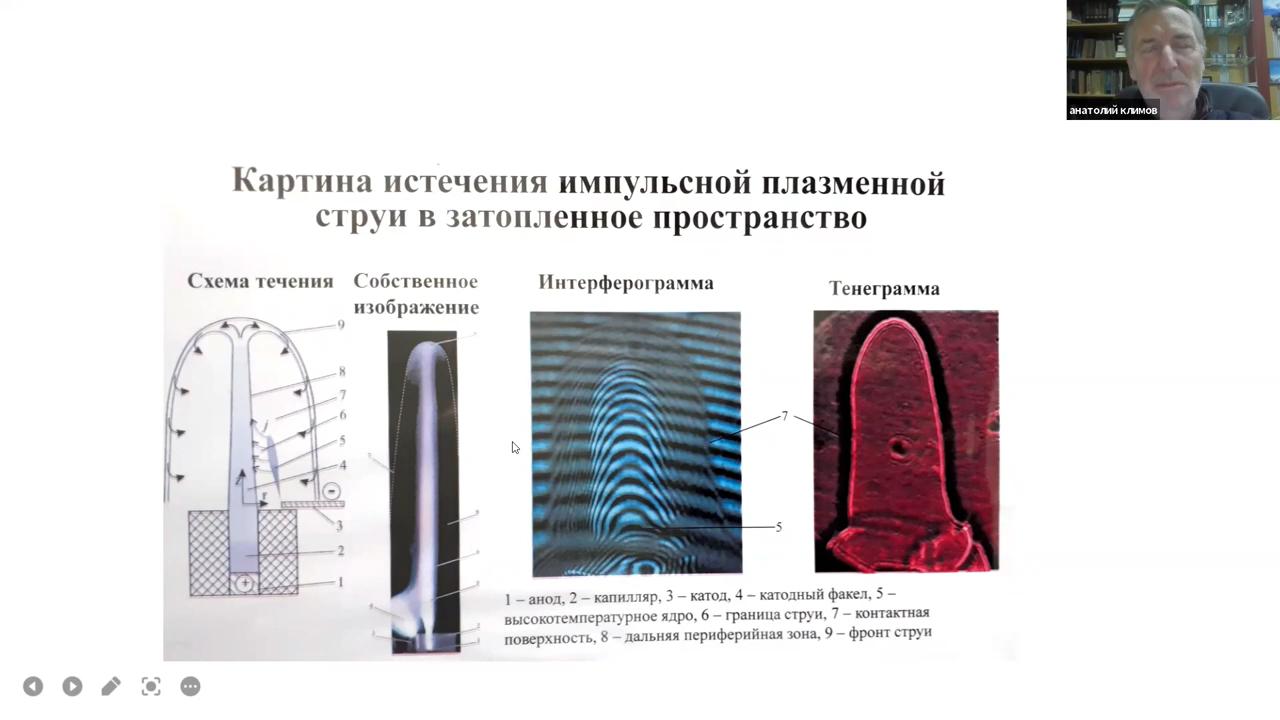 анатолий климов
Картина истечения импульсной плазменной
струи в затопленное пространство
Схема течения
Собственное
изображение
Интерферограмма
Тенеграмма
9
8
7
6
5
4
3
2
1
r
+
−
7
5
1 – анод, 2 – капилляр, 3 – катод, 4 – катодный факел, 5 –
высокотемпературное ядро, 6 – граница струи, 7 – контактная
поверхность, 8 – дальняя периферийная зона, 9 – фронт струи